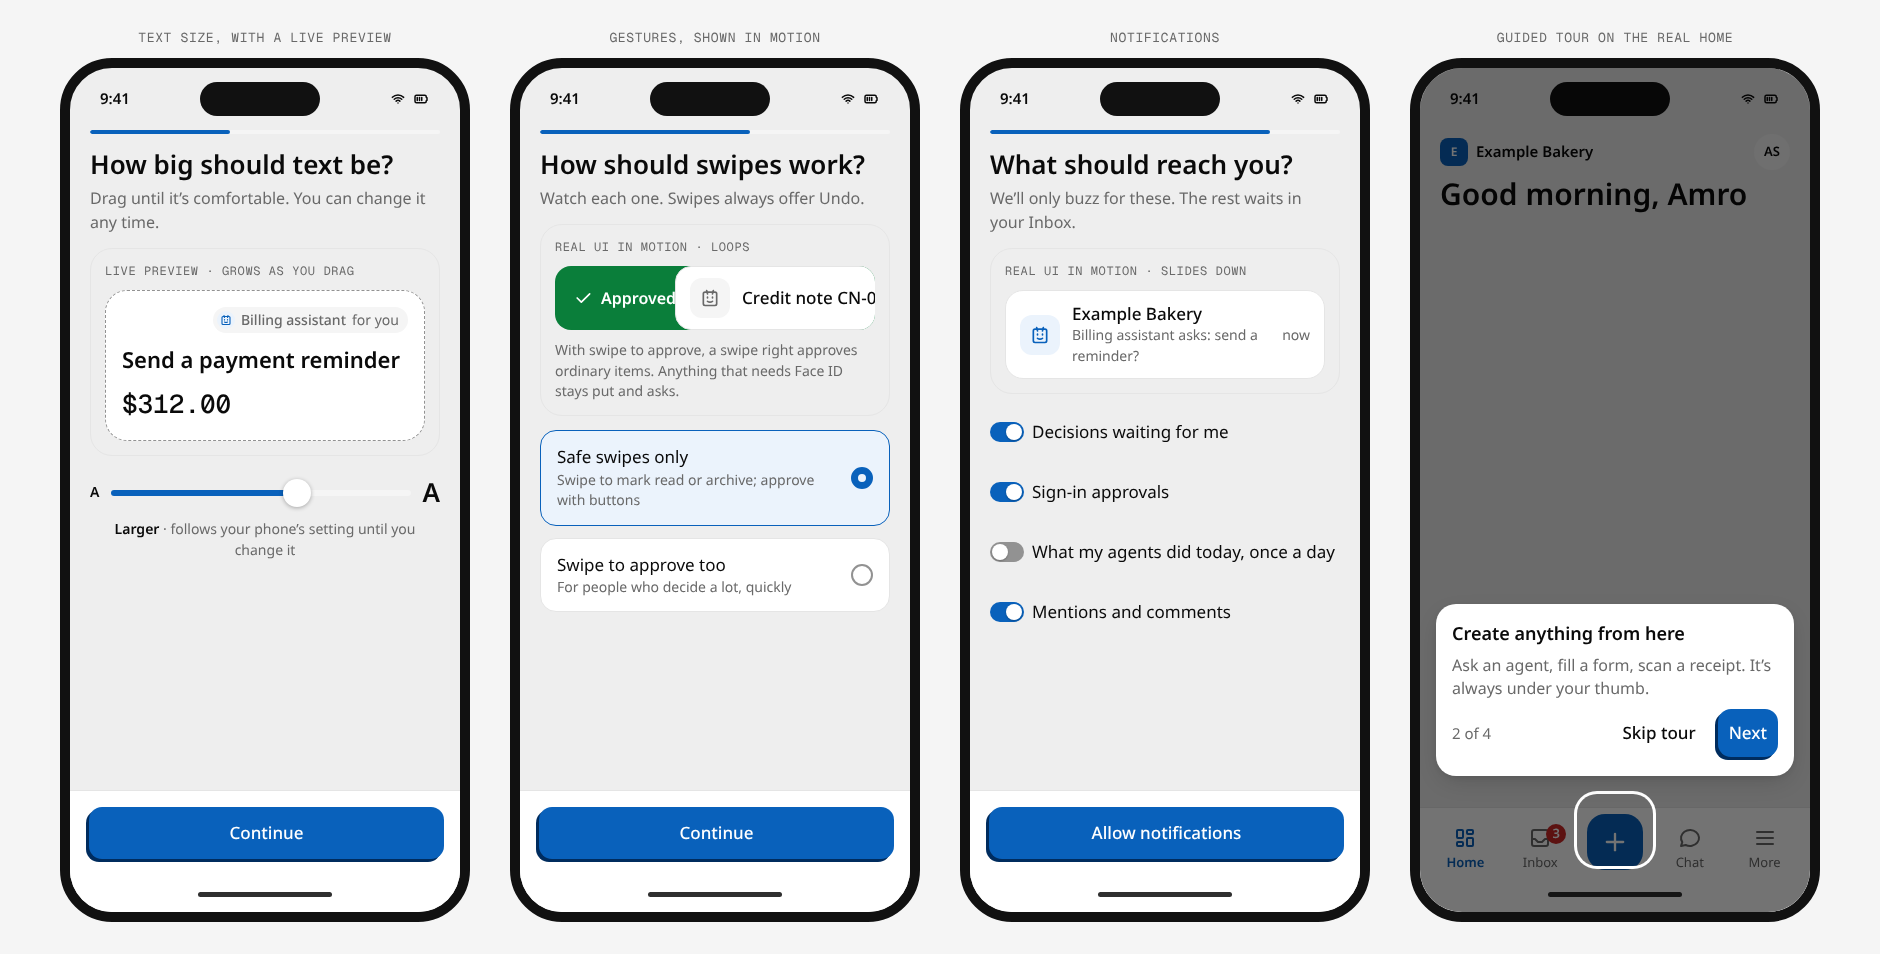 TEXT SIZE, WITH A LIVE PREVIEW
9:41
How big should text be?
Drag until it’s comfortable. You can change it
any time.
LIVE PREVIEW · GROWS AS YOU DRAG
Billing assistant for you
Send a payment reminder
$312.00
A
A
Larger · follows your phone’s setting until you
change it
Continue
GESTURES, SHOWN IN MOTION
9:41
How should swipes work?
Watch each one. Swipes always offer Undo.
REAL UI IN MOTION · LOOPS
Approved
Credit note CN-0
With swipe to approve, a swipe right approves
ordinary items. Anything that needs Face ID
stays put and asks.
Safe swipes only
Swipe to mark read or archive; approve
with buttons
Swipe to approve too
For people who decide a lot, quickly
Continue
NOTIFICATIONS
9:41
What should reach you?
We’ll only buzz for these. The rest waits in
your Inbox.
REAL UI IN MOTION · SLIDES DOWN
Example Bakery
Billing assistant asks: send a
reminder?
now
Decisions waiting for me
Sign-in approvals
What my agents did today, once a day
Mentions and comments
Allow notifications
GUIDED TOUR ON THE REAL HOME
9:41
E
Example Bakery
AS
Good morning, Amro
Create anything from here
Ask an agent, fill a form, scan a receipt. It’s
always under your thumb.
2 of 4
Skip tour
Next
3
Home
Inbox
Chat
More